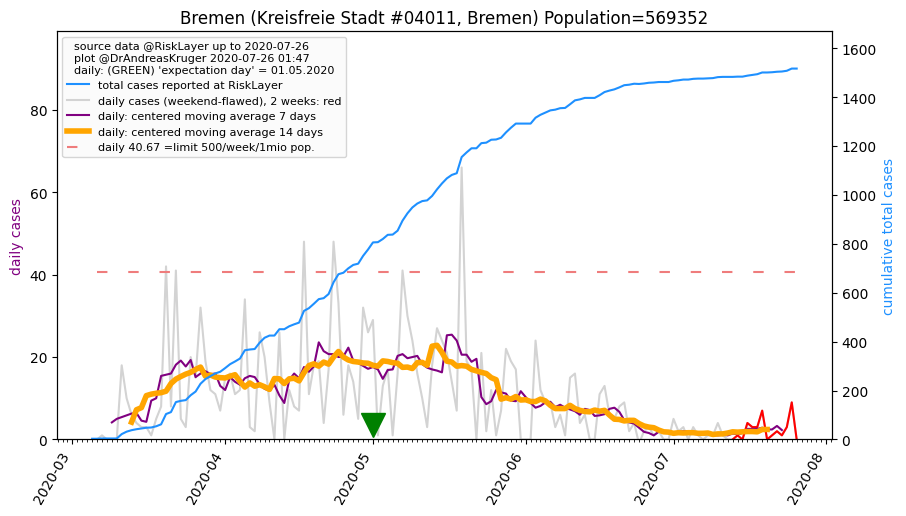 Bremen (Kreisfreie Stadt #04011, Bremen) Population=569352
source data @RiskLayer up to 2020-07-26
plot @DrAndreasKruger 2020-07-26 01:47
daily: (GREEN) 'expectation day' = 01.05.2020
total cases reported at RiskLayer
daily cases (weekend-flawed), 2 weeks: red
daily: centered moving average 7 days
daily: centered moving average 14 days
daily 40.67 =limit 500/week/1mio pop.
daily cases
80
60
40
20
0
cumulative total cases
1600
1400
1200
1000
800
600
400
200
0
2020-03
2020-04
2020-05
2020-06
2020-07
2020-08